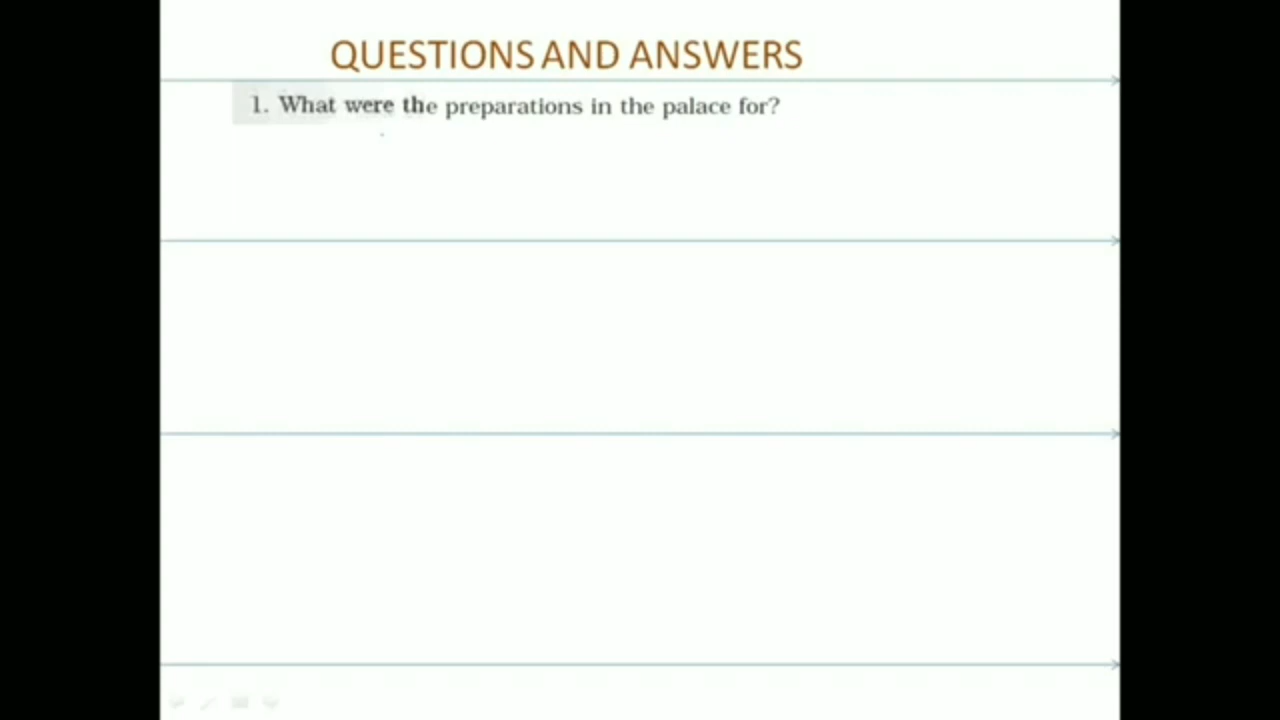 QUESTIONS AND ANSWERS
1. What were the preparations in the palace for?